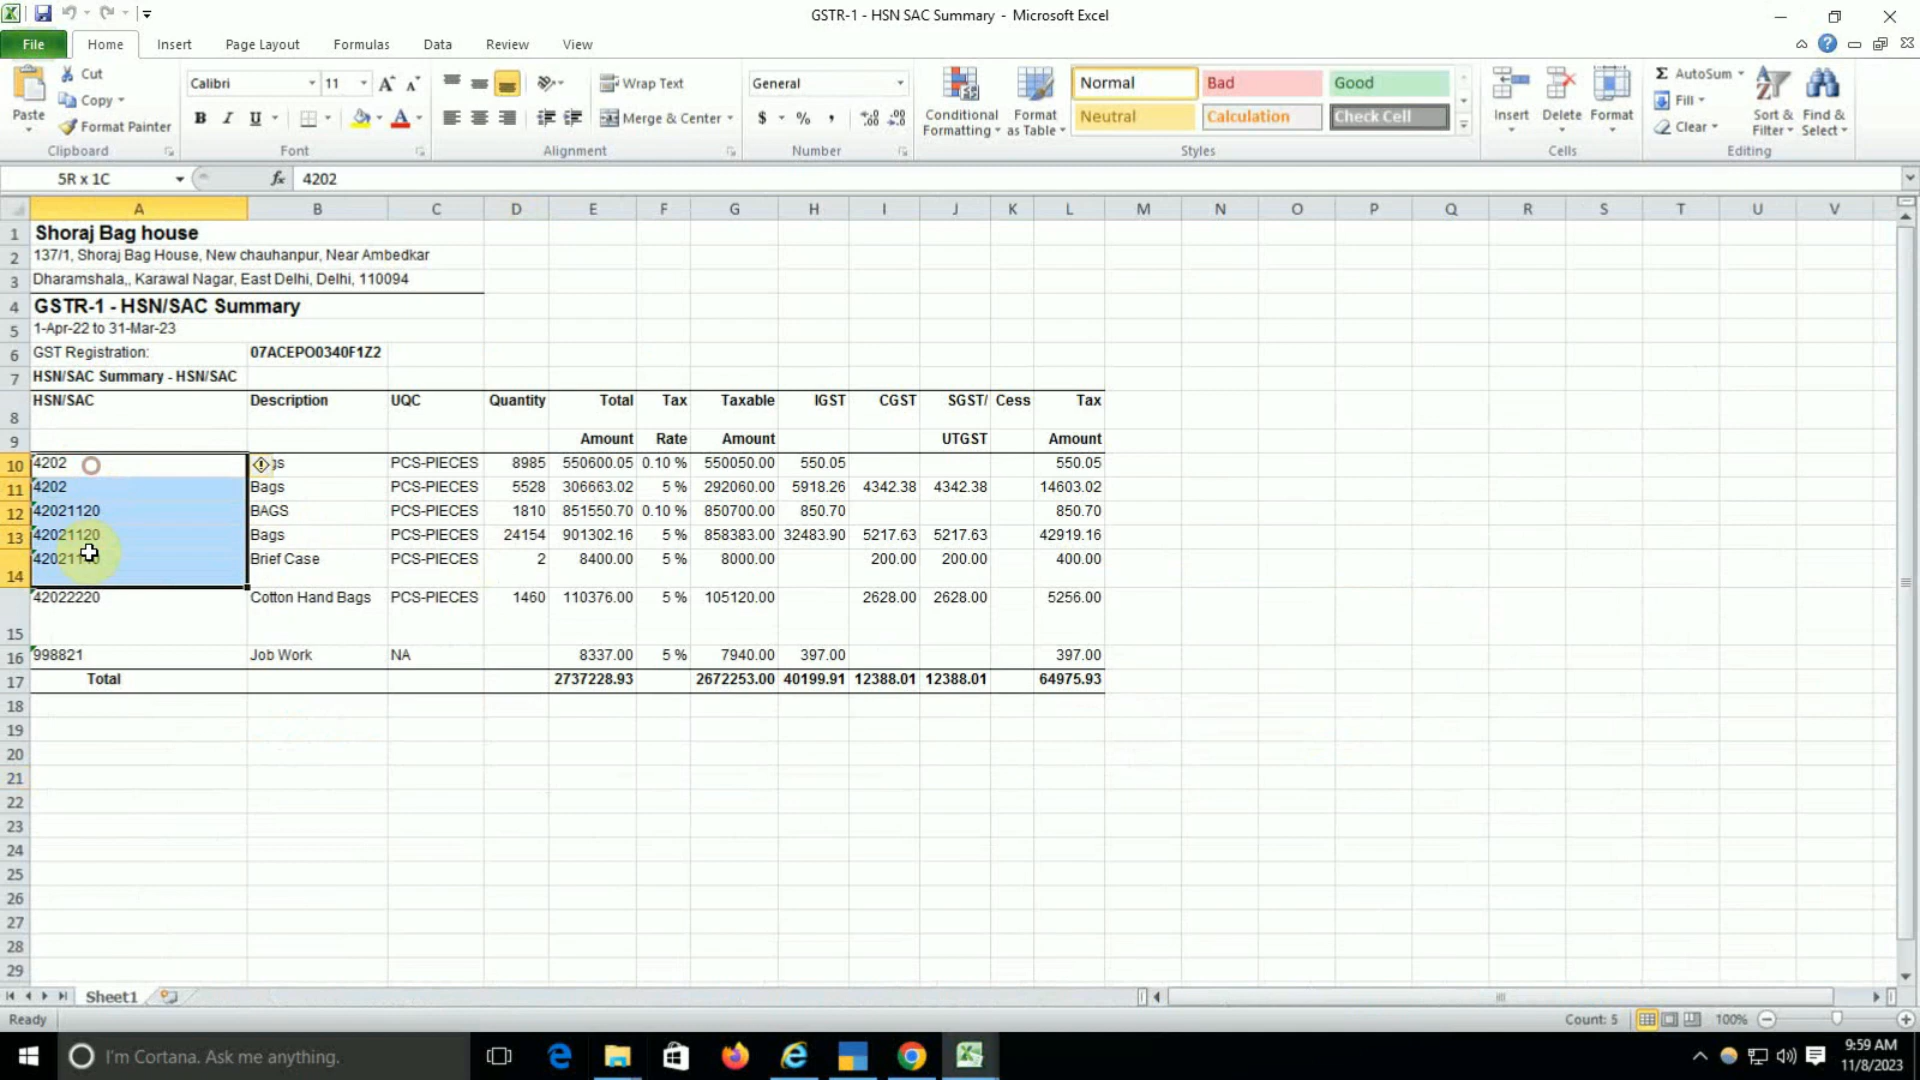 GSTR-1 - HSN SAC Summary - Microsoft Excel
File Home Insert Page Layout Formulas Data Review View
Cut
Copy
Format Painter
Paste
Clipboard
Calibri 11
B I U
Font
Wrap Text
Merge & Center
Alignment
General
$ % ,
Number
Conditional Formatting
Format as Table
Normal Bad Good
Neutral Calculation Check Cell
Styles
Insert Delete Format
Cells
Σ AutoSum
Fill
Clear
Sort & Filter
Find & Select
Editing
5R x 1C fx 4202
A B C D E F G H I J K L M N O P Q R S T U V
1 Shoraj Bag house
2 137/1, Shoraj Bag House, New chauhanpur, Near Ambedkar
3 Dharamshala,, Karawal Nagar, East Delhi, Delhi, 110094
4 GSTR-1 - HSN/SAC Summary
5 1-Apr-22 to 31-Mar-23
6 GST Registration: 07ACEPO0340F1Z2
7 HSN/SAC Summary - HSN/SAC
8 HSN/SAC Description UQC Quantity Total Tax Taxable IGST CGST SGST/ Cess Tax
9 Amount Rate Amount UTGST Amount
10 4202 PCS-PIECES 8985 550600.05 0.10 % 550050.00 550.05 550.05
11 4202 Bags PCS-PIECES 5528 306663.02 5 % 292060.00 5918.26 4342.38 4342.38 14603.02
12 42021120 BAGS PCS-PIECES 1810 851550.70 0.10 % 850700.00 850.70 850.70
13 42021120 Bags PCS-PIECES 24154 901302.16 5 % 858383.00 32483.90 5217.63 5217.63 42919.16
14 Brief Case PCS-PIECES 2 8400.00 5 % 8000.00 200.00 200.00 400.00
15 42022220 Cotton Hand Bags PCS-PIECES 1460 110376.00 5 % 105120.00 2628.00 2628.00 5256.00
16 998821 Job Work NA 8337.00 5 % 7940.00 397.00 397.00
17 Total 2737228.93 2672253.00 40199.91 12388.01 12388.01 64975.93
18
19
20
21
22
23
24
25
26
27
28
29
Sheet1
Ready Count: 5 100%
I'm Cortana. Ask me anything.
9:59 AM
11/8/2023